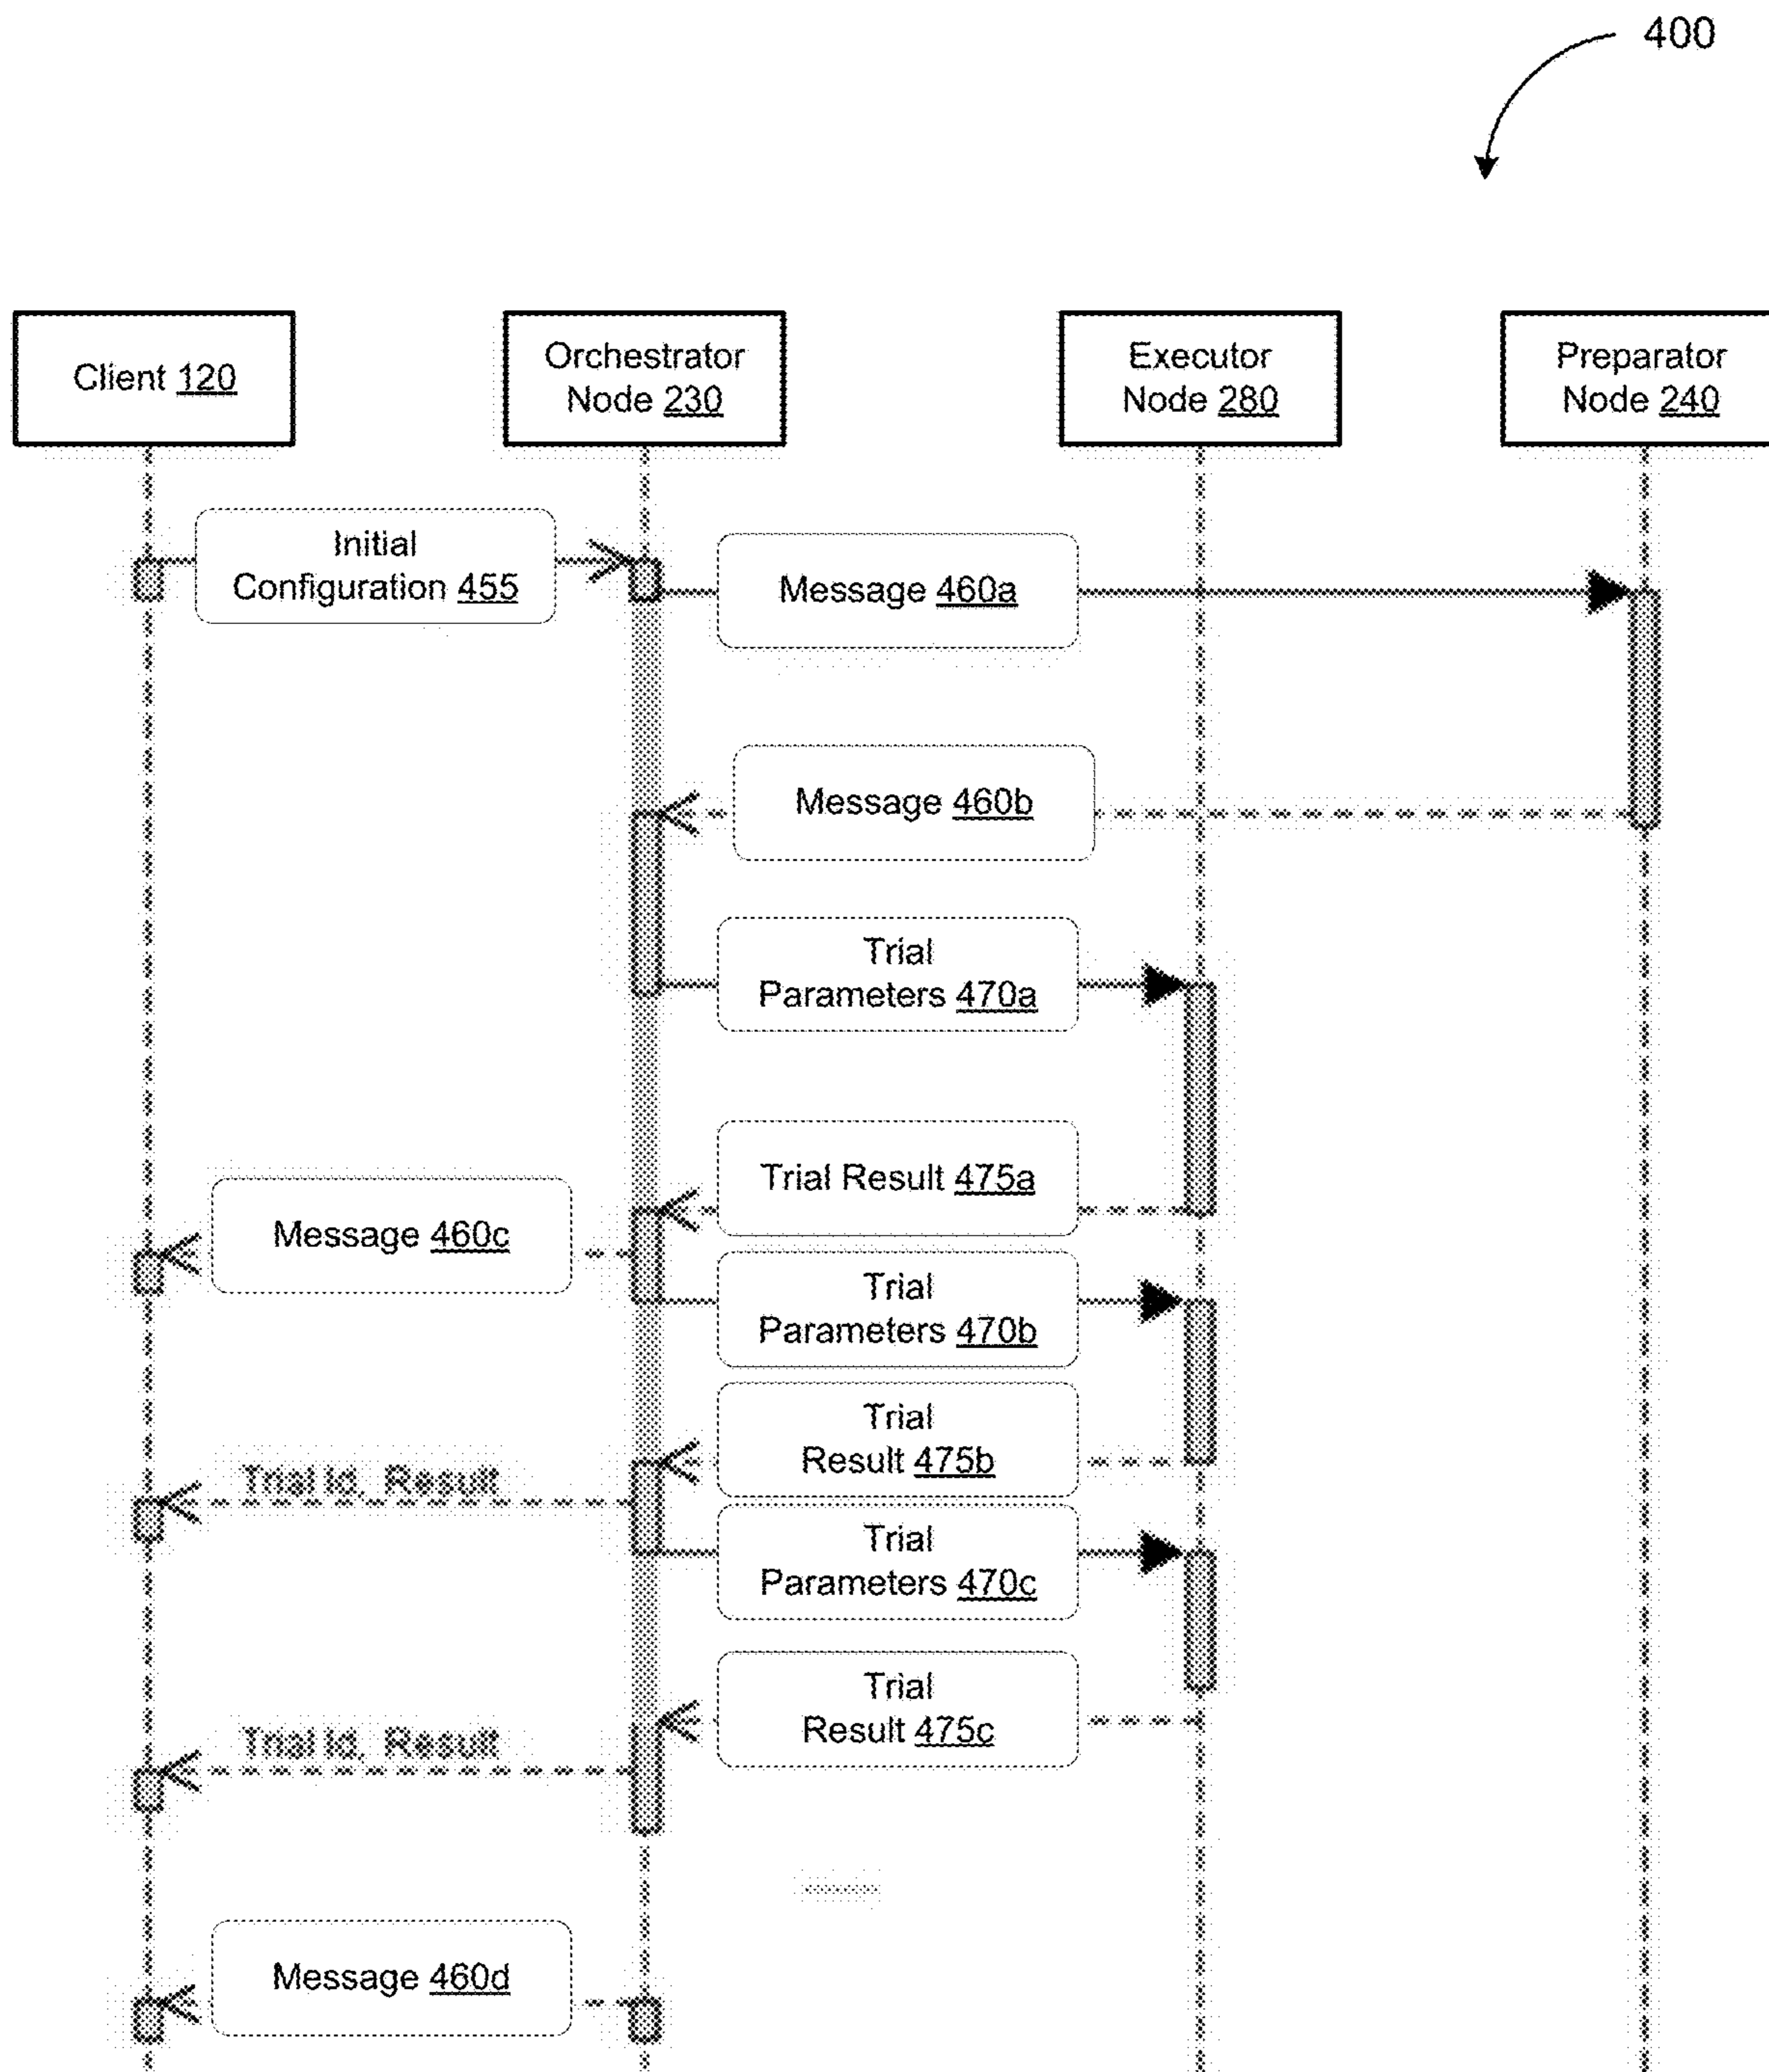 400
Client 120
Orchestrator
Node 230
Executor
Node 280
Preparator
Node 240
Initial
Configuration 455
Message 460a
Message 460b
Trial
Parameters 470a
Trial Result 475a
Message 460c
Trial
Parameters 470b
Trial
Result 475b
Trial Id, Result
Trial
Parameters 470c
Trial
Result 475c
Trial Id, Result
Message 460d